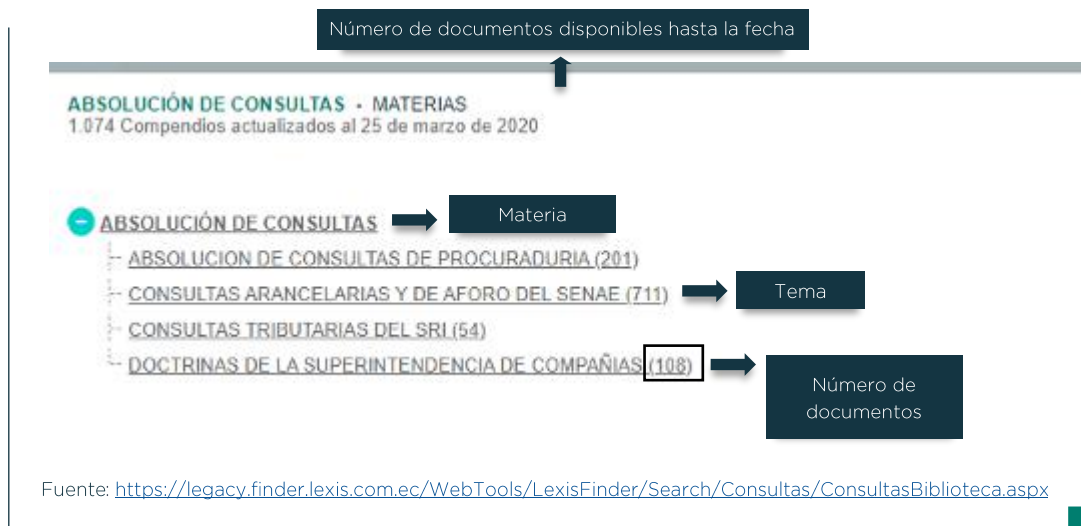 Número de documentos disponibles hasta la fecha
ABSOLUCIÓN DE CONSULTAS - MATERIAS
1.074 Compendios actualizados al 25 de marzo de 2020
ABSOLUCIÓN DE CONSULTAS
Materia
ABSOLUCION DE CONSULTAS DE PROCURADURIA (201)
CONSULTAS ARANCELARIAS Y DE AFORO DEL SENAE (711)
Tema
CONSULTAS TRIBUTARIAS DEL SRI (54)
DOCTRINAS DE LA SUPERINTENDENCIA DE COMPAÑIAS (108)
Número de
documentos
Fuente: https://legacy.finder.lexis.com.ec/WebTools/LexisFinder/Search/Consultas/ConsultasBiblioteca.aspx